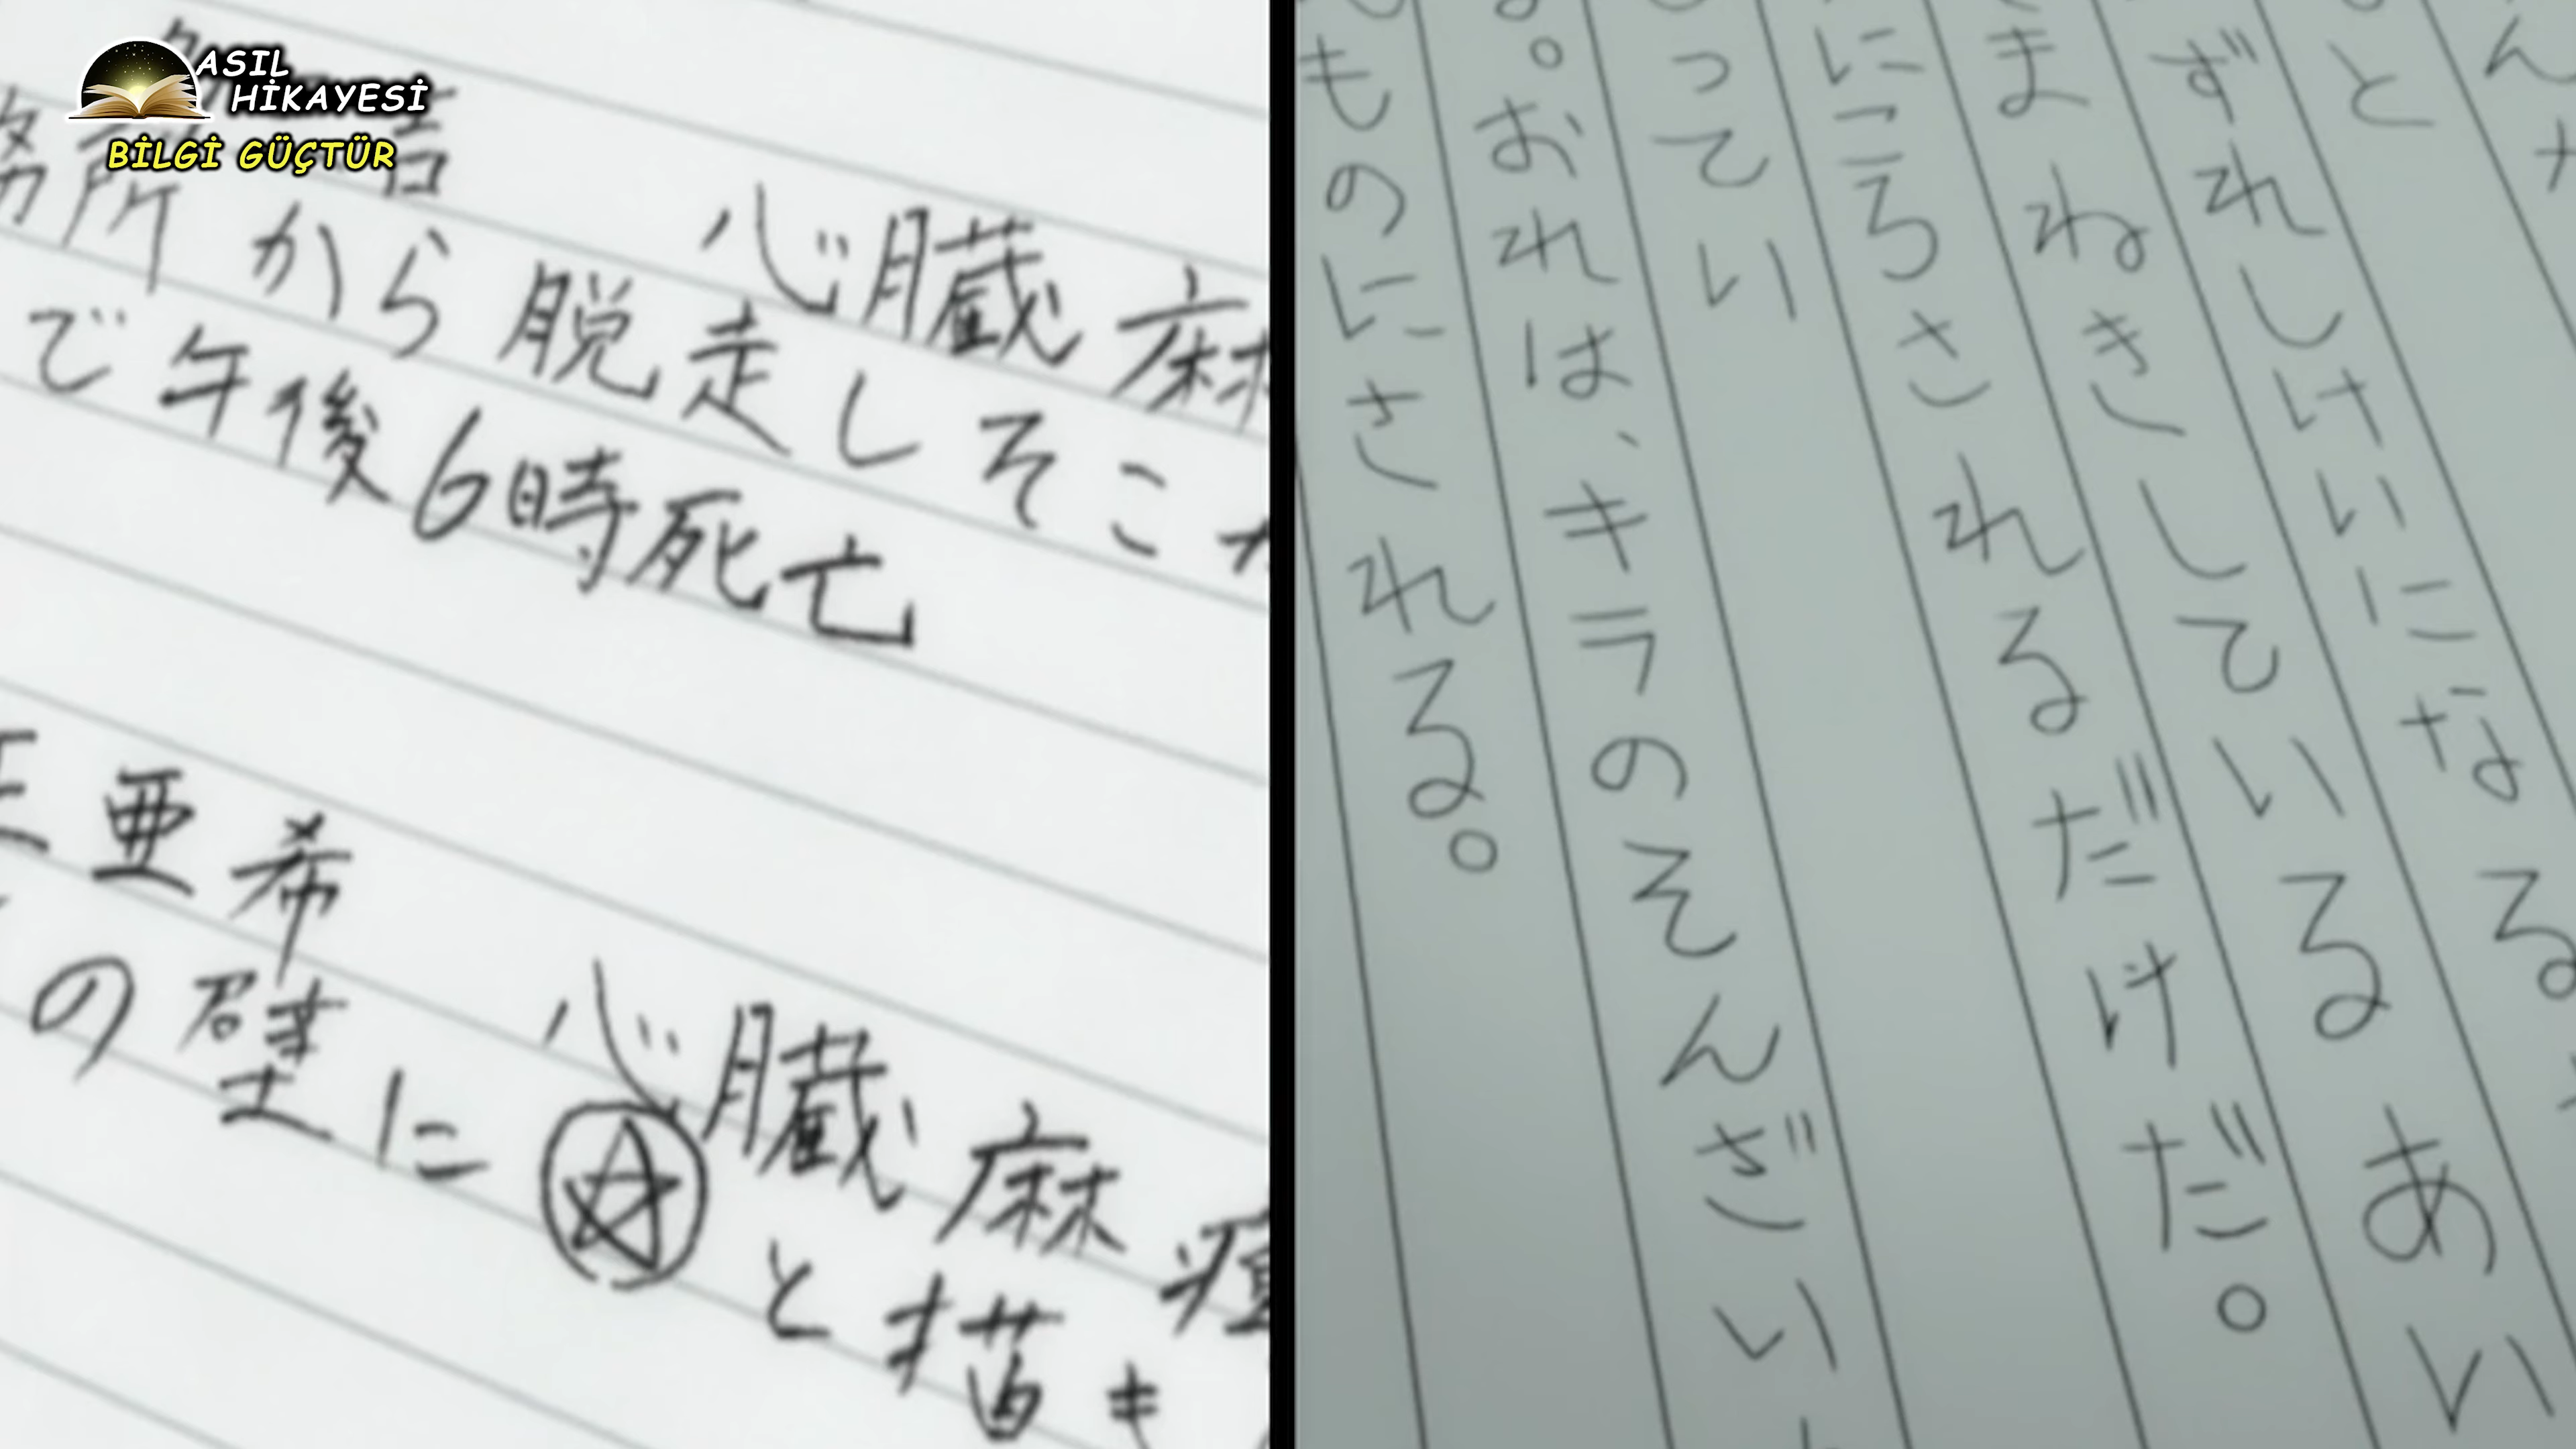 ASIL
HİKAYESİ
BİLGİ GÜÇTÜR
心臓麻
務所から脱走しそこ
で午後6時死亡
亜希
心臓麻痺
の壁に
と描き
と
ずれしけいになる
まねきしているあい
にころされるだけだ。
ってい
。おれは、キラのそんざい
ものにされる。